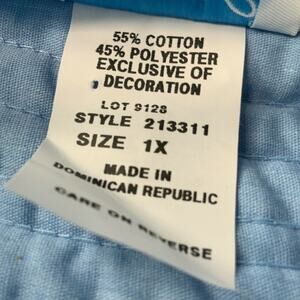 55% COTTON
45% POLYESTER
EXCLUSIVE OF
DECORATION
LOT 9128
STYLE 213311
SIZE 1X
MADE IN
DOMINICAN REPUBLIC
CARE ON REVERSE